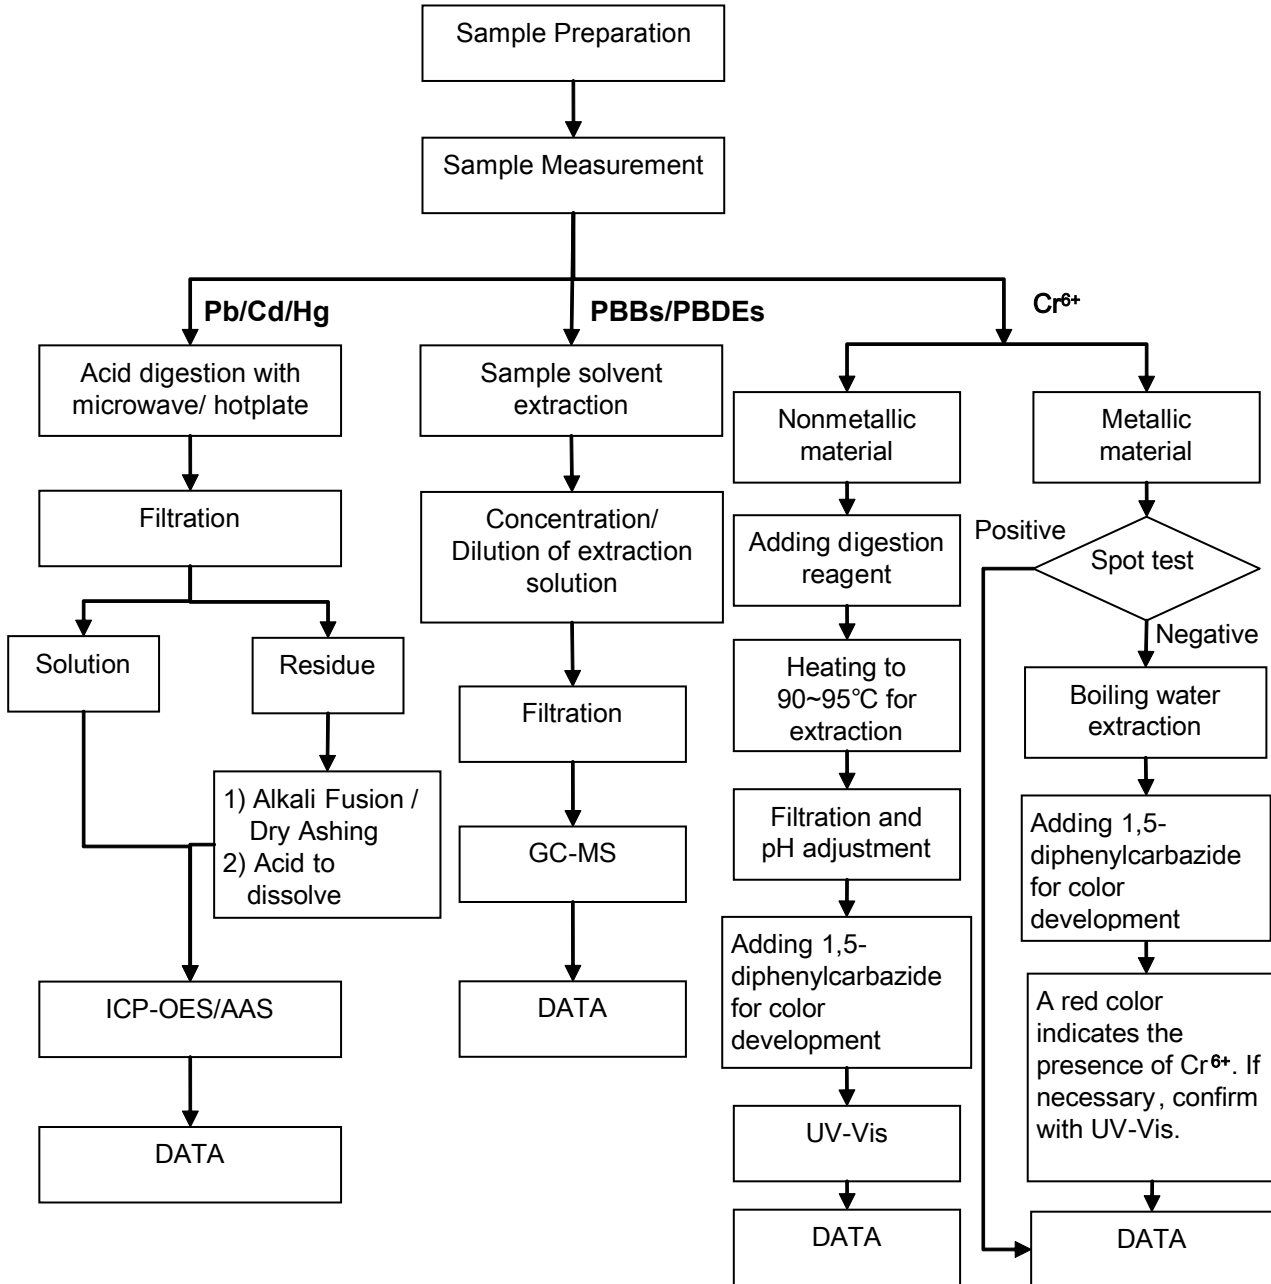 Sample Preparation
Sample Measurement
Pb/Cd/Hg
PBBs/PBDEs
Cr⁶⁺
Acid digestion with
microwave/ hotplate
Filtration
Solution
Residue
1) Alkali Fusion /
Dry Ashing
2) Acid to
dissolve
ICP-OES/AAS
DATA
Sample solvent
extraction
Concentration/
Dilution of extraction
solution
Filtration
GC-MS
DATA
Nonmetallic
material
Adding digestion
reagent
Heating to
90~95℃ for
extraction
Filtration and
pH adjustment
Adding 1,5-
diphenylcarbazide
for color
development
UV-Vis
DATA
Metallic
material
Spot test
Positive
Negative
Boiling water
extraction
Adding 1,5-
diphenylcarbazide
for color
development
A red color
indicates the
presence of Cr⁶⁺. If
necessary, confirm
with UV-Vis.
DATA